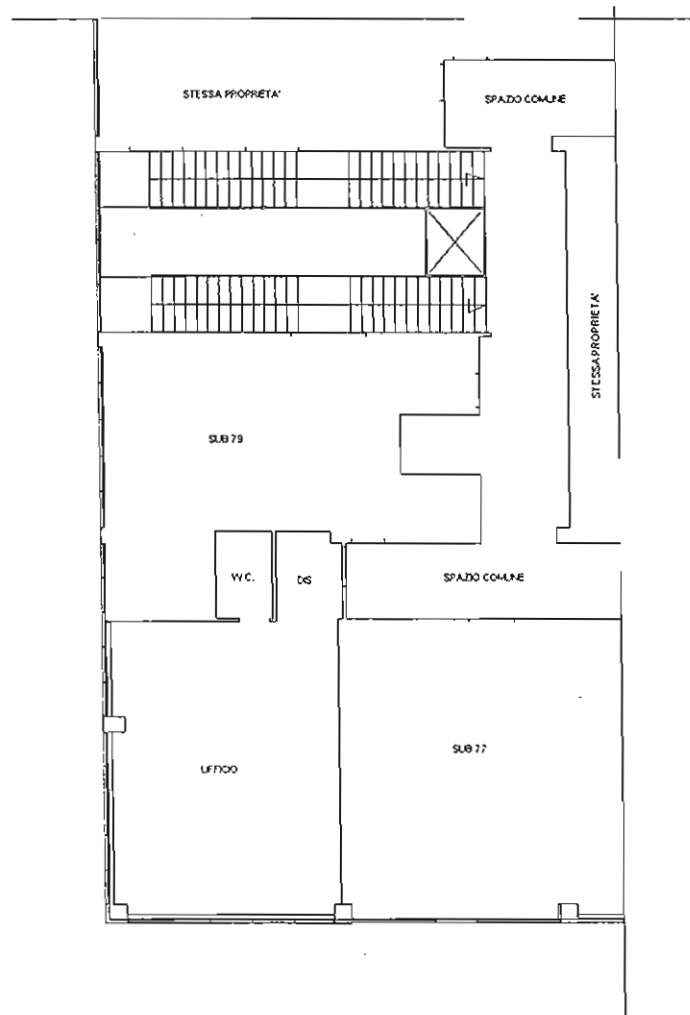 STESSA PROPRIETA'
SPAZIO COMUNE
STESSA PROPRIETA'
SUB 79
W.C.
DIS
SPAZIO COMUNE
SUB 77
UFFICIO